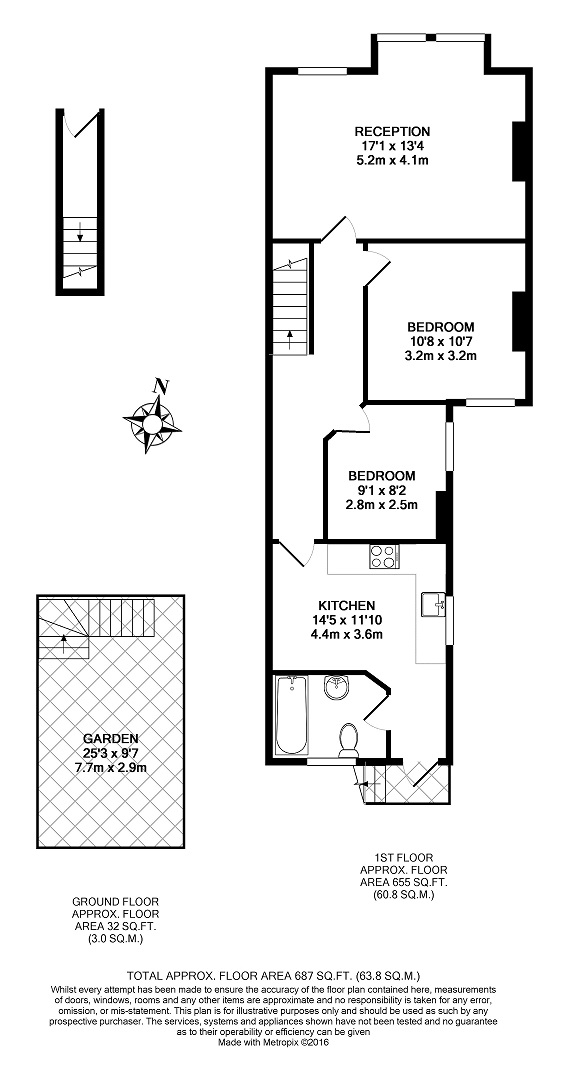 RECEPTION
17'1 x 13'4
5.2m x 4.1m
BEDROOM
10'8 x 10'7
3.2m x 3.2m
N
BEDROOM
9'1 x 8'2
2.8m x 2.5m
KITCHEN
14'5 x 11'10
4.4m x 3.6m
GARDEN
25'3 x 9'7
7.7m x 2.9m
1ST FLOOR
APPROX. FLOOR
AREA 655 SQ.FT.
(60.8 SQ.M.)
GROUND FLOOR
APPROX. FLOOR
AREA 32 SQ.FT.
(3.0 SQ.M.)
TOTAL APPROX. FLOOR AREA 687 SQ.FT. (63.8 SQ.M.)
Whilst every attempt has been made to ensure the accuracy of the floor plan contained here, measurements
of doors, windows, rooms and any other items are approximate and no responsibility is taken for any error,
omission, or mis-statement. This plan is for illustrative purposes only and should be used as such by any
prospective purchaser. The services, systems and appliances shown have not been tested and no guarantee
as to their operability or efficiency can be given
Made with Metropix ©2016